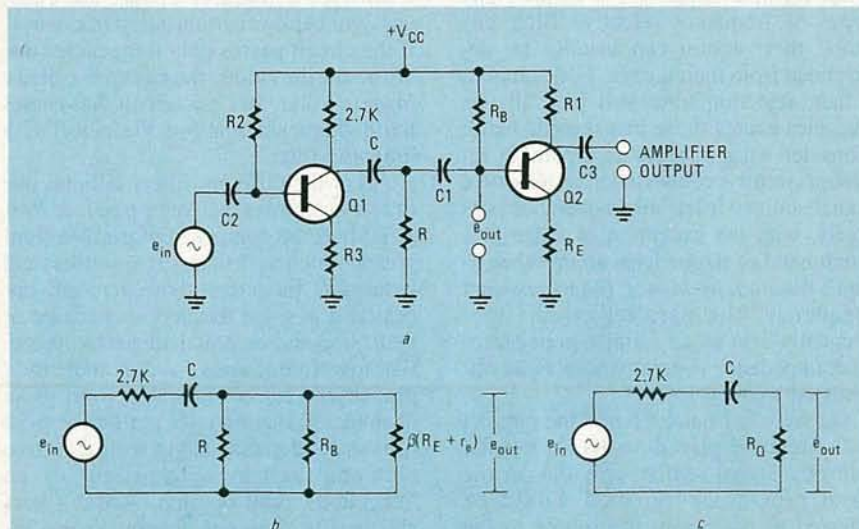 +VCC
R2
2.7K
RB
R1
C
C1
C3
AMPLIFIER
OUTPUT
C2
Q1
Q2
ein
R
eout
R3
RE
a
2.7K
C
2.7K
C
ein
R
RB
β(RE + re)
eout
ein
RQ
eout
b
c